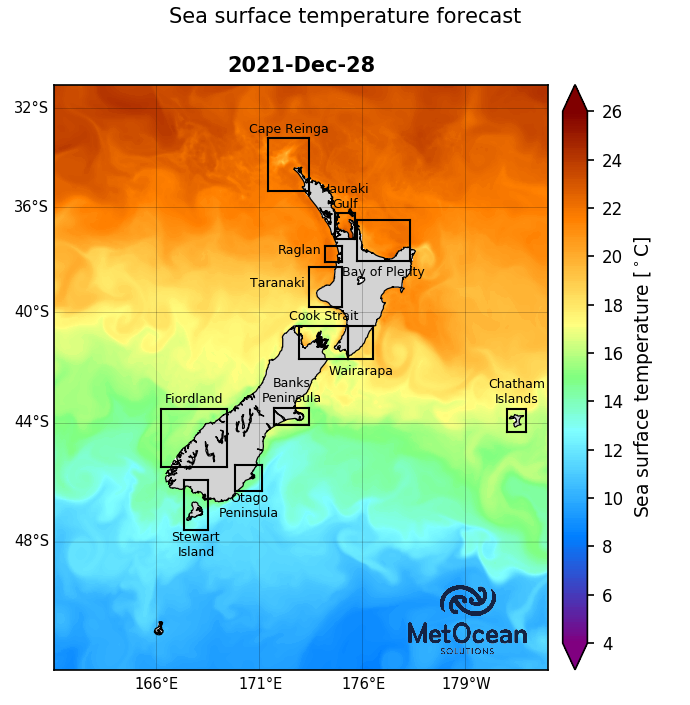 Sea surface temperature forecast
2021-Dec-28
32°S
36°S
40°S
44°S
48°S
166°E
171°E
176°E
179°W
Cape Reinga
Hauraki
Gulf
Raglan
Bay of Plenty
Taranaki
Cook Strait
Wairarapa
Banks
Peninsula
Fiordland
Chatham
Islands
Otago
Peninsula
Stewart
Island
MetOcean
SOLUTIONS
26
24
22
20
18
16
14
12
10
8
6
4
Sea surface temperature [°C]